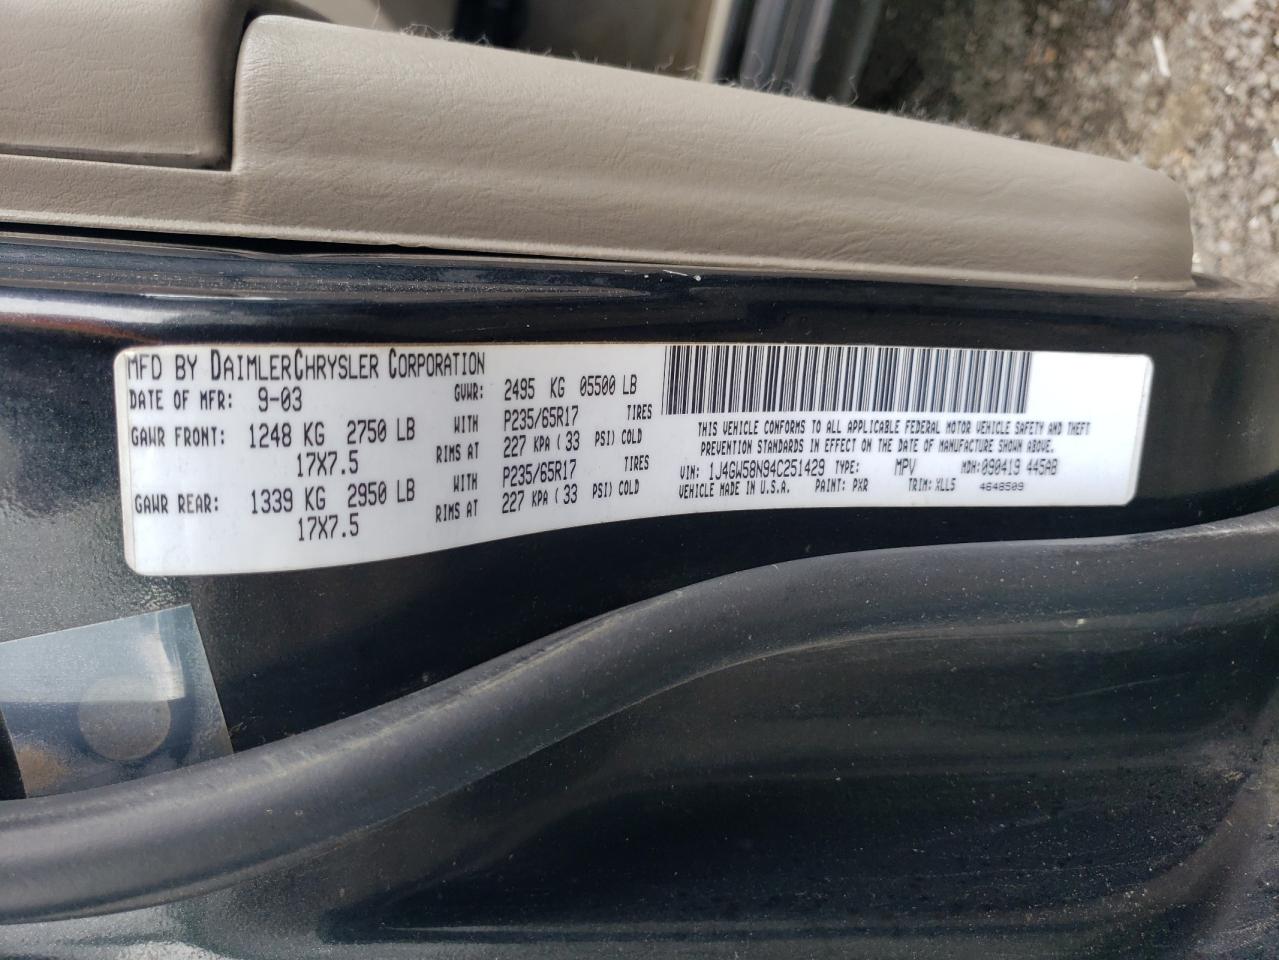 MFD BY DAIMLERCHRYSLER CORPORATION
DATE OF MFR: 9-03 GVWR: 2495 KG 05500 LB
GAWR FRONT: 1248 KG 2750 LB WITH P235/65R17 TIRES
17X7.5 RIMS AT 227 KPA ( 33 PSI) COLD
GAWR REAR: 1339 KG 2950 LB WITH P235/65R17 TIRES
17X7.5 RIMS AT 227 KPA ( 33 PSI) COLD
THIS VEHICLE CONFORMS TO ALL APPLICABLE FEDERAL MOTOR VEHICLE SAFETY AND THEFT
PREVENTION STANDARDS IN EFFECT ON THE DATE OF MANUFACTURE SHOWN ABOVE.
VIN: 1J4GW58N94C251429 TYPE: MPV MDH: 090419 445AB
VEHICLE MADE IN U.S.A. PAINT: PXR TRIM: XLL5 4648509